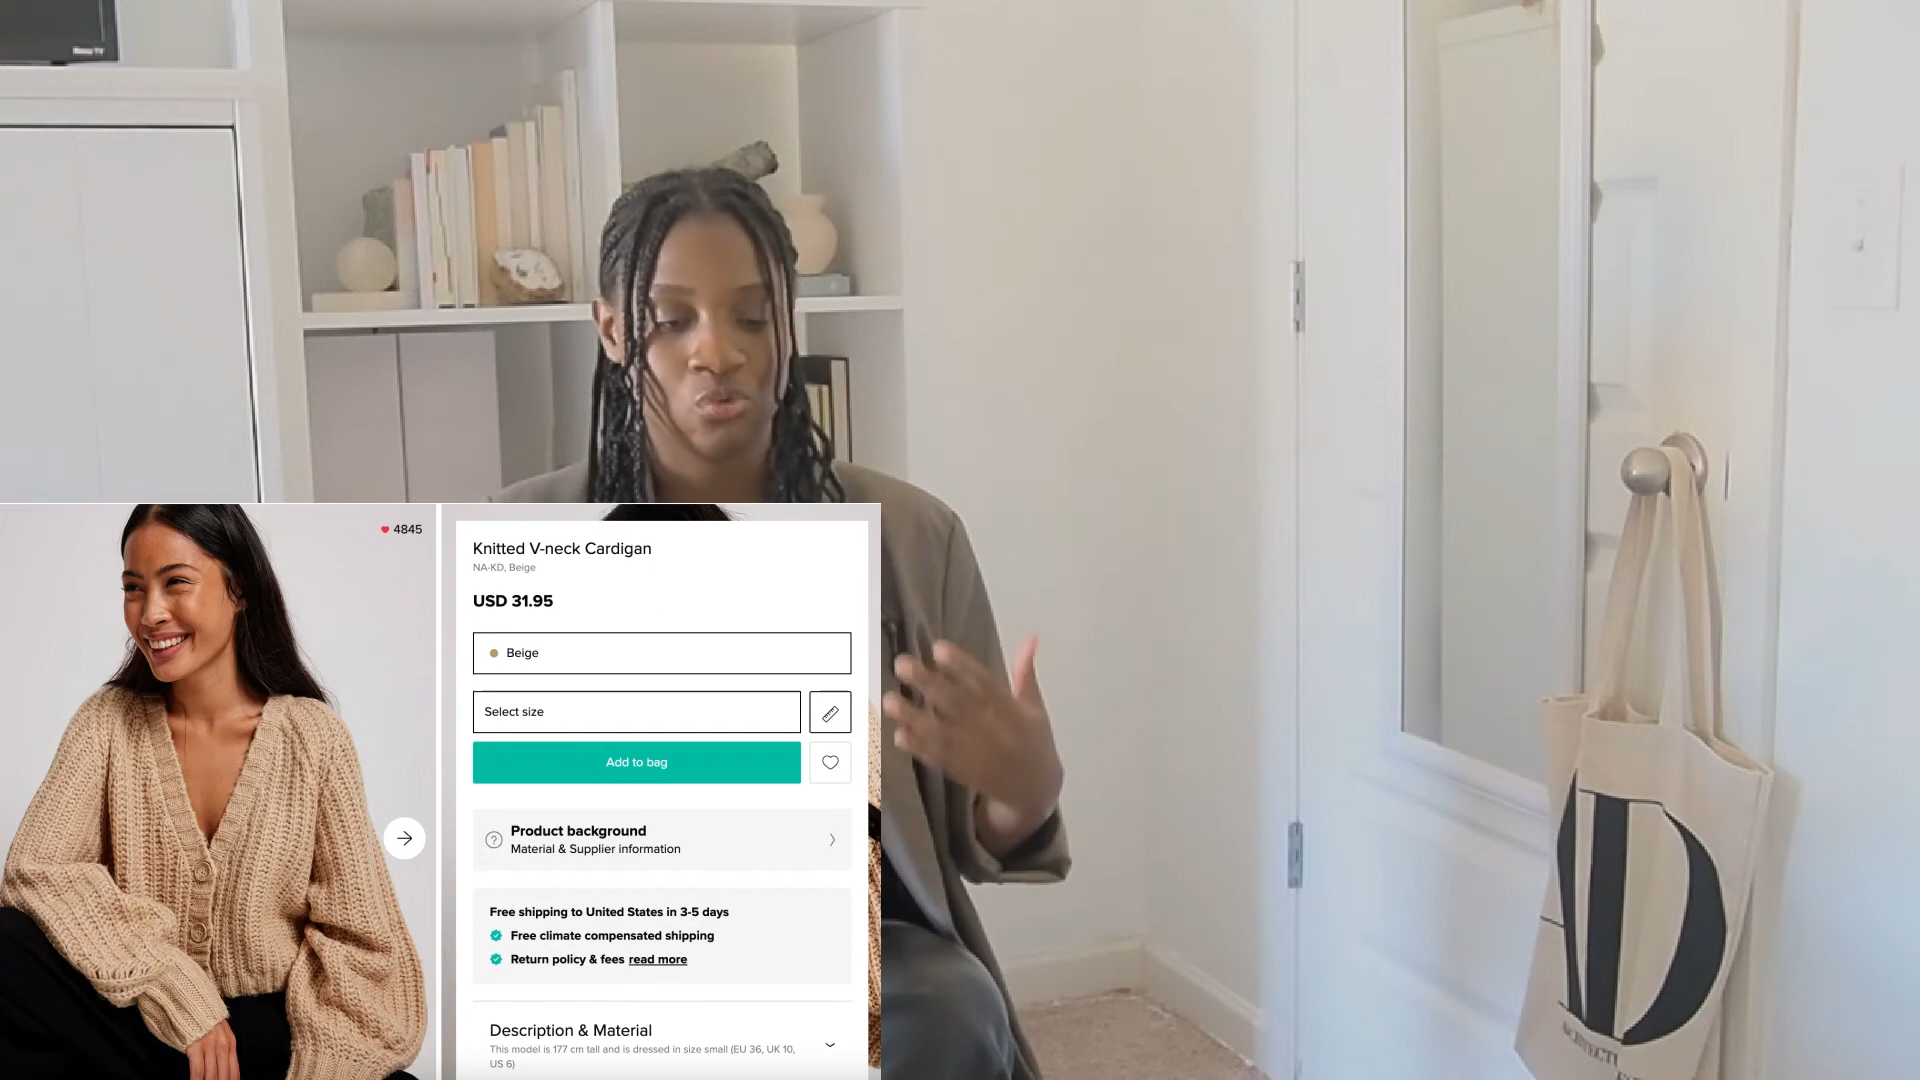 Roku TV
4845
Knitted V-neck Cardigan
NA-KD, Beige
USD 31.95
Beige
Select size
Add to bag
Product background
Material & Supplier information
Free shipping to United States in 3-5 days
Free climate compensated shipping
Return policy & fees read more
Description & Material
This model is 177 cm tall and is dressed in size small (EU 36, UK 10,
US 6)
D